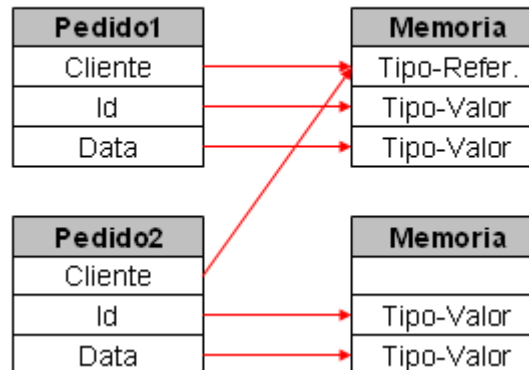 Pedido1 Memoria
Cliente Tipo-Refer.
Id Tipo-Valor
Data Tipo-Valor
Pedido2 Memoria
Cliente
Id Tipo-Valor
Data Tipo-Valor